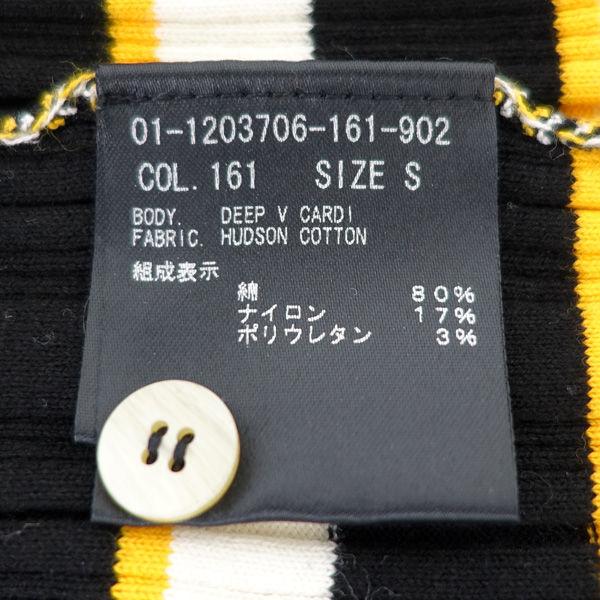 01-1203706-161-902
COL. 161 SIZE S
BODY. DEEP V CARDI
FABRIC. HUDSON COTTON
組成表示
綿 80%
ナイロン 17%
ポリウレタン 3%